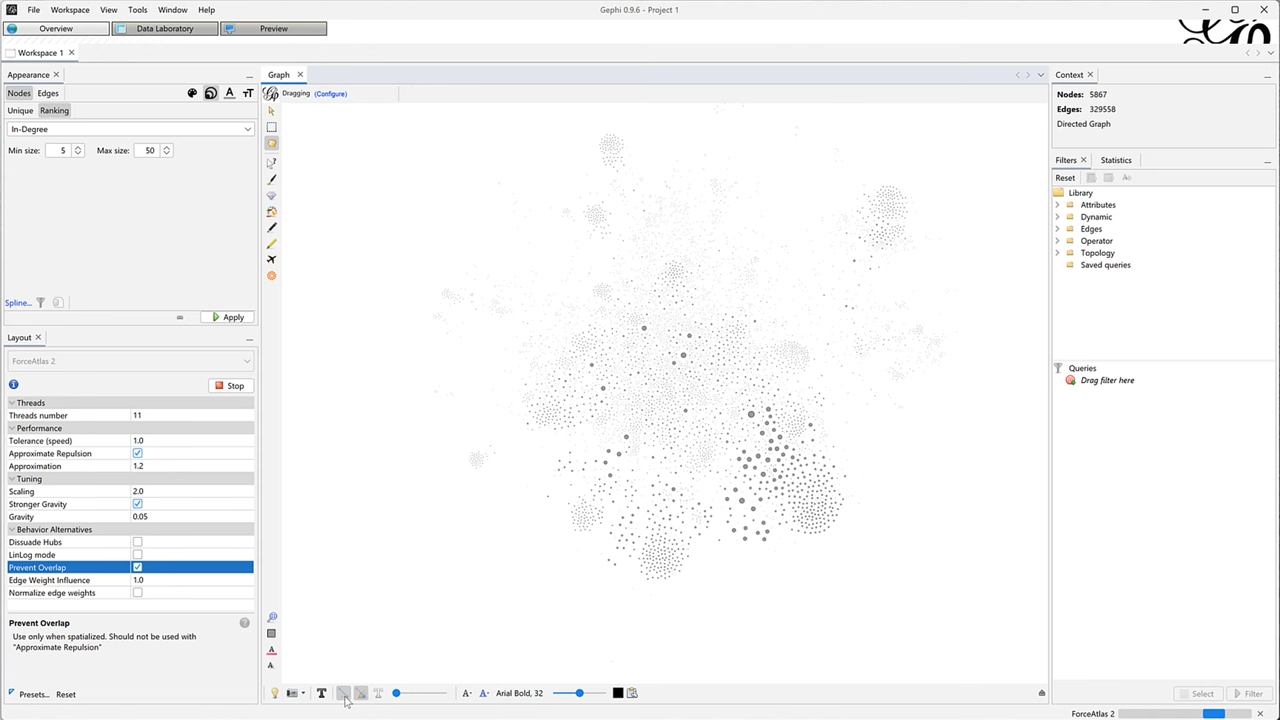 File Workspace View Tools Window Help
Gephi 0.9.6 - Project 1
Overview
Data Laboratory
Preview
Workspace 1
Appearance
Nodes Edges
Unique Ranking
In-Degree
Min size: 5 Max size: 50
Spline...
Apply
Layout
ForceAtlas 2
Stop
Threads
Threads number 11
Performance
Tolerance (speed) 1.0
Approximate Repulsion
Approximation 1.2
Tuning
Scaling 2.0
Stronger Gravity
Gravity 0.05
Behavior Alternatives
Dissuade Hubs
LinLog mode
Prevent Overlap
Edge Weight Influence 1.0
Normalize edge weights
Prevent Overlap
Use only when spatialized. Should not be used with
"Approximate Repulsion"
Presets... Reset
Graph
Dragging (Configure)
T
A- A- Arial Bold, 32
Context
Nodes: 5867
Edges: 329558
Directed Graph
Filters Statistics
Reset
Library
Attributes
Dynamic
Edges
Operator
Topology
Saved queries
Queries
Drag filter here
Select Filter
ForceAtlas 2